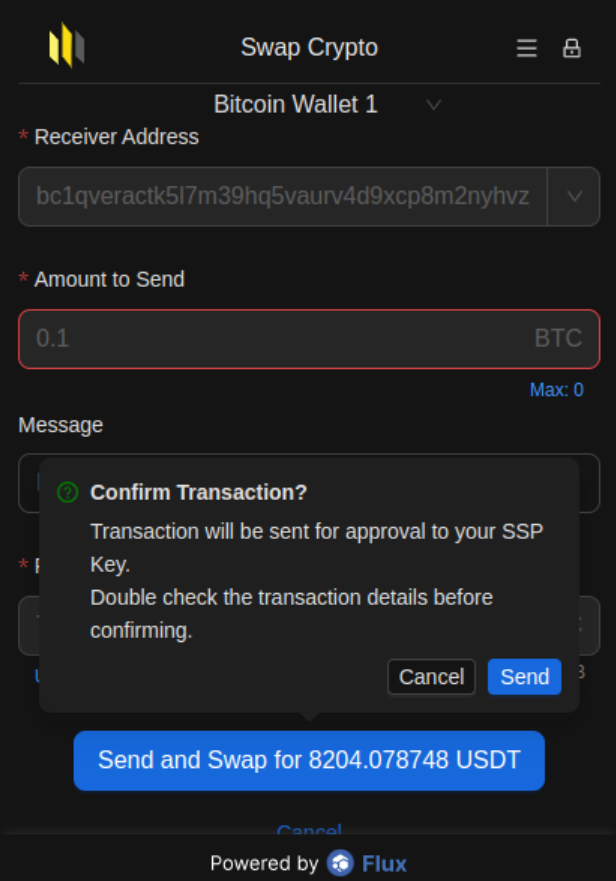 Swap Crypto
Bitcoin Wallet 1
* Receiver Address
bc1qveractk5l7m39hq5vaurv4d9xcp8m2nyhvz
* Amount to Send
0.1 BTC
Max: 0
Message
Confirm Transaction?
Transaction will be sent for approval to your SSP
Key.
Double check the transaction details before
confirming.
Cancel Send
Send and Swap for 8204.078748 USDT
Cancel
Powered by Flux